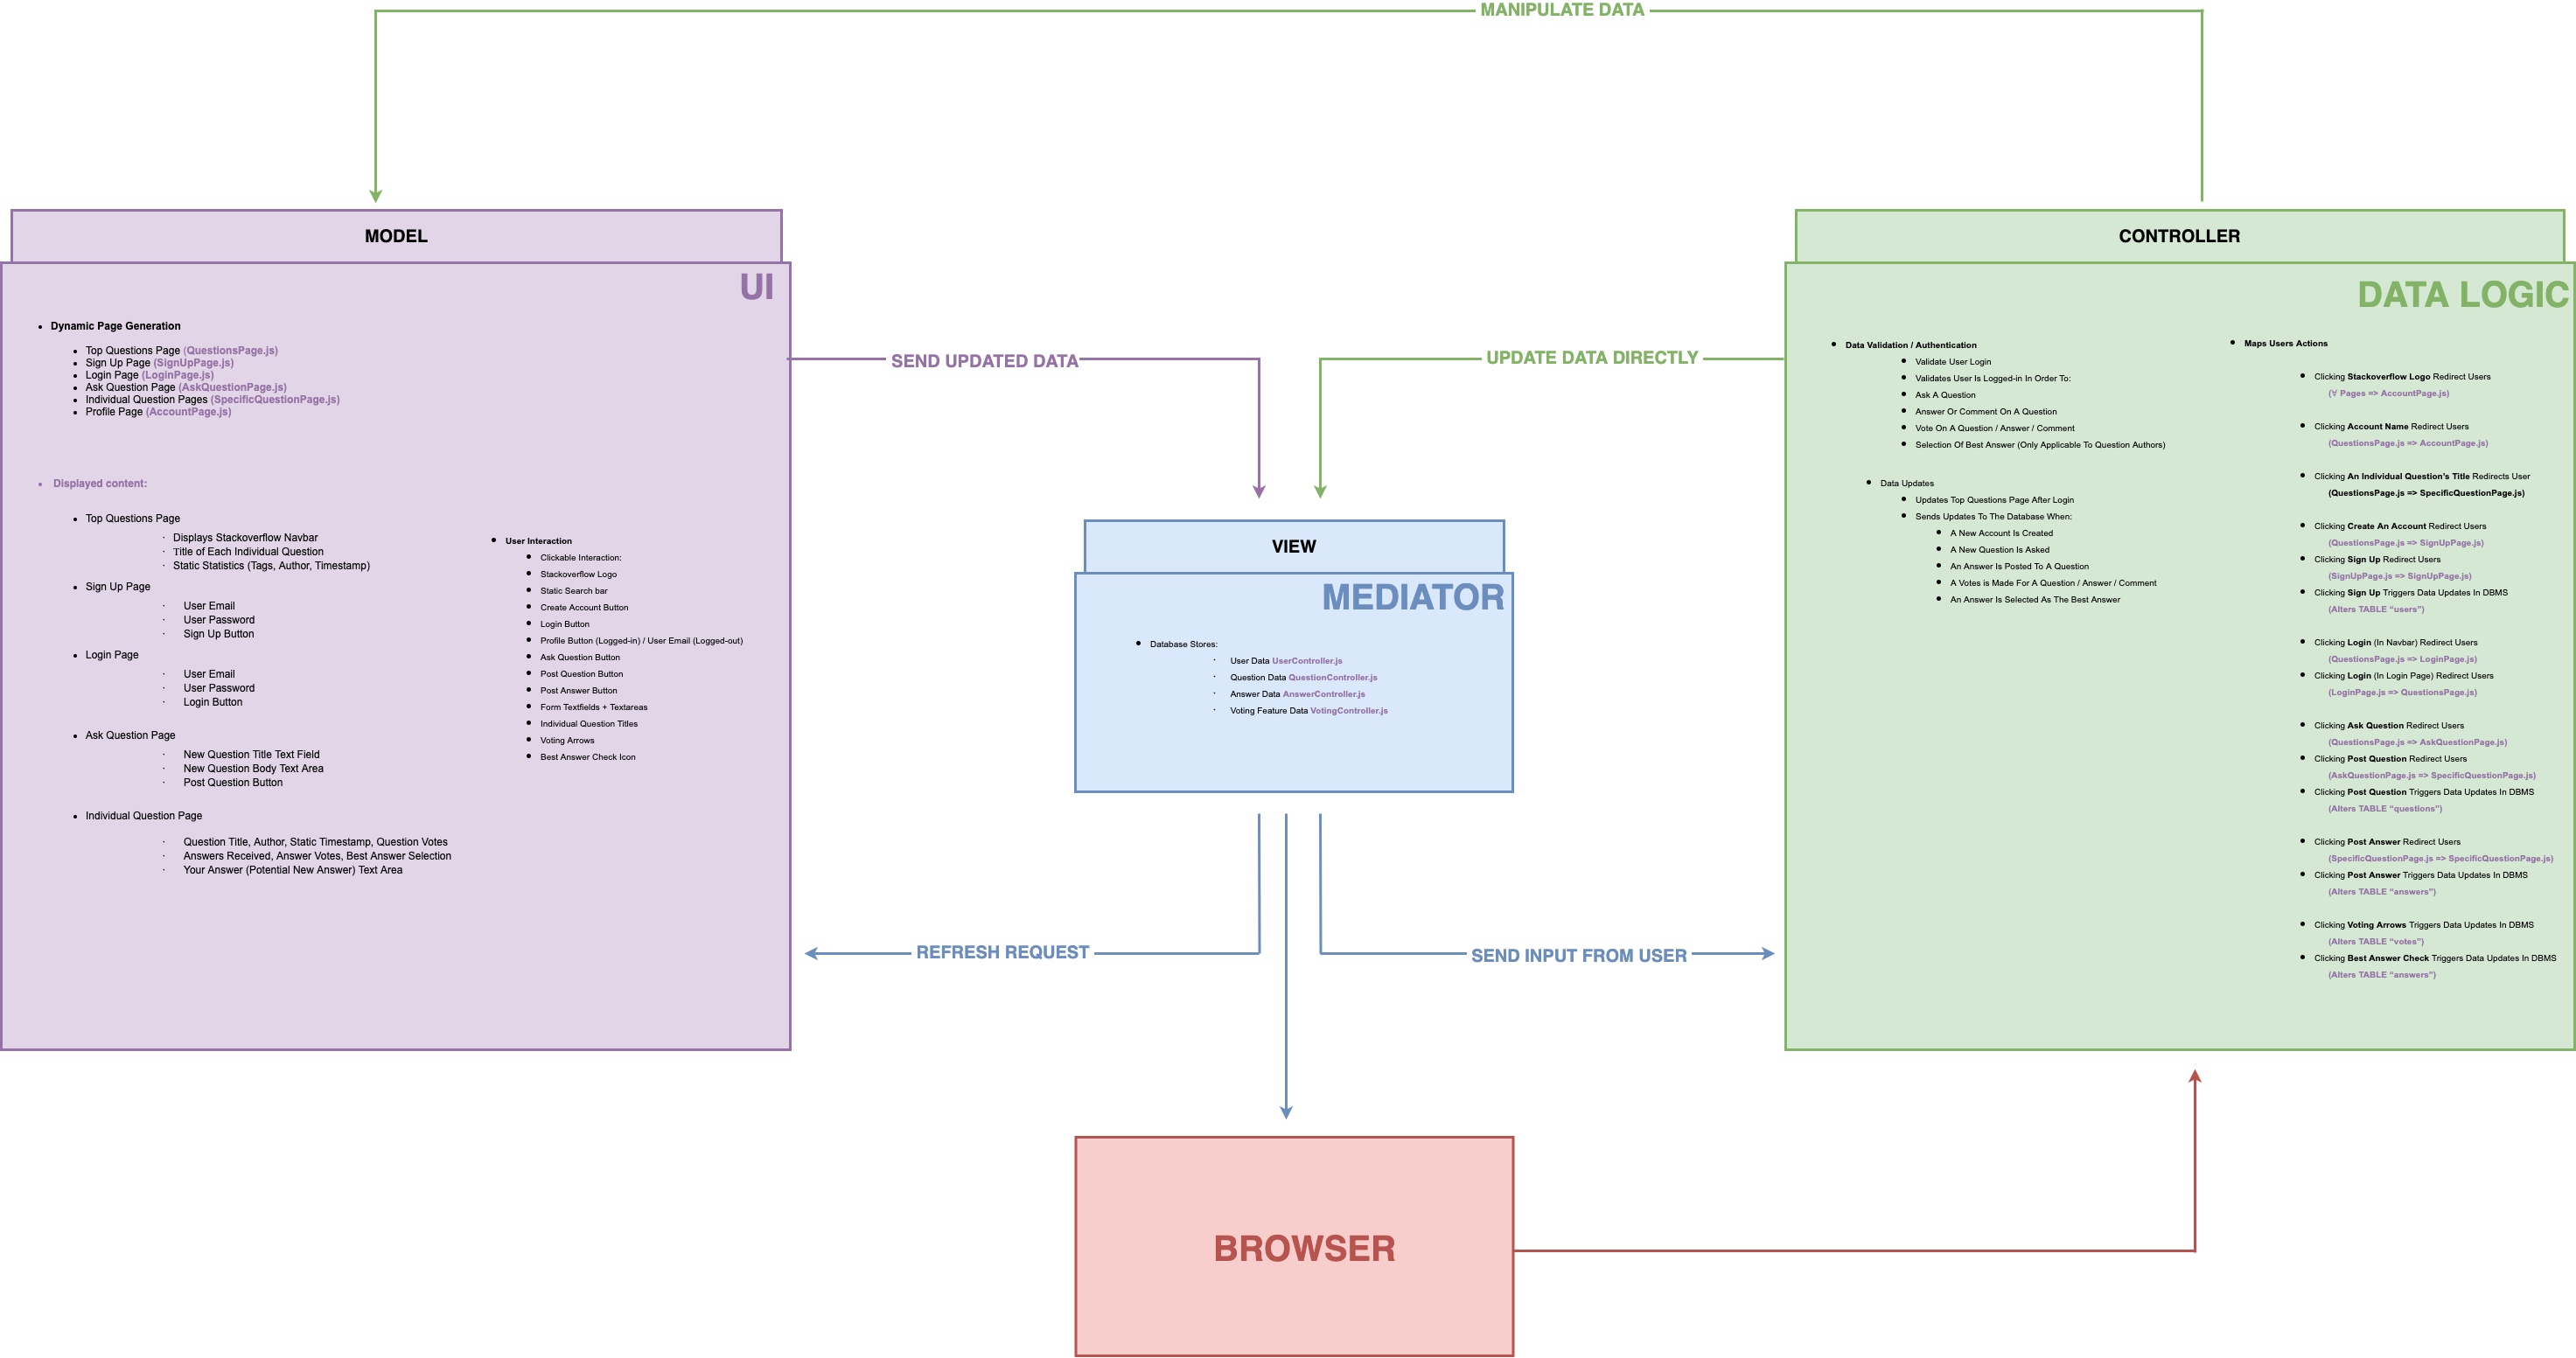 MANIPULATE DATA
MODEL
UI
• Dynamic Page Generation
• Top Questions Page (QuestionsPage.js)
• Sign Up Page (SignUpPage.js)
• Login Page (LoginPage.js)
• Ask Question Page (AskQuestionPage.js)
• Individual Question Pages (SpecificQuestionPage.js)
• Profile Page (AccountPage.js)
• Displayed content:
• Top Questions Page
· Displays Stackoverflow Navbar
· Title of Each Individual Question
· Static Statistics (Tags, Author, Timestamp)
• Sign Up Page
· User Email
· User Password
· Sign Up Button
• Login Page
· User Email
· User Password
· Login Button
• Ask Question Page
· New Question Title Text Field
· New Question Body Text Area
· Post Question Button
• Individual Question Page
· Question Title, Author, Static Timestamp, Question Votes
· Answers Received, Answer Votes, Best Answer Selection
· Your Answer (Potential New Answer) Text Area
• User Interaction
• Clickable Interaction:
• Stackoverflow Logo
• Static Search bar
• Create Account Button
• Login Button
• Profile Button (Logged-in) / User Email (Logged-out)
• Ask Question Button
• Post Question Button
• Post Answer Button
• Form Textfields + Textareas
• Individual Question Titles
• Voting Arrows
• Best Answer Check Icon
SEND UPDATED DATA
UPDATE DATA DIRECTLY
VIEW
MEDIATOR
• Database Stores:
· User Data UserController.js
· Question Data QuestionController.js
· Answer Data AnswerController.js
· Voting Feature Data VotingController.js
REFRESH REQUEST
SEND INPUT FROM USER
CONTROLLER
DATA LOGIC
• Data Validation / Authentication
• Validate User Login
• Validates User Is Logged-in In Order To:
• Ask A Question
• Answer Or Comment On A Question
• Vote On A Question / Answer / Comment
• Selection Of Best Answer (Only Applicable To Question Authors)
• Data Updates
• Updates Top Questions Page After Login
• Sends Updates To The Database When:
• A New Account Is Created
• A New Question Is Asked
• An Answer Is Posted To A Question
• A Votes is Made For A Question / Answer / Comment
• An Answer Is Selected As The Best Answer
• Maps Users Actions
• Clicking Stackoverflow Logo Redirect Users
(∀ Pages => AccountPage.js)
• Clicking Account Name Redirect Users
(QuestionsPage.js => AccountPage.js)
• Clicking An Individual Question's Title Redirects User
(QuestionsPage.js => SpecificQuestionPage.js)
• Clicking Create An Account Redirect Users
(QuestionsPage.js => SignUpPage.js)
• Clicking Sign Up Redirect Users
(SignUpPage.js => SignUpPage.js)
• Clicking Sign Up Triggers Data Updates In DBMS
(Alters TABLE “users”)
• Clicking Login (In Navbar) Redirect Users
(QuestionsPage.js => LoginPage.js)
• Clicking Login (In Login Page) Redirect Users
(LoginPage.js => QuestionsPage.js)
• Clicking Ask Question Redirect Users
(QuestionsPage.js => AskQuestionPage.js)
• Clicking Post Question Redirect Users
(AskQuestionPage.js => SpecificQuestionPage.js)
• Clicking Post Question Triggers Data Updates In DBMS
(Alters TABLE “questions”)
• Clicking Post Answer Redirect Users
(SpecificQuestionPage.js => SpecificQuestionPage.js)
• Clicking Post Answer Triggers Data Updates In DBMS
(Alters TABLE “answers”)
• Clicking Voting Arrows Triggers Data Updates In DBMS
(Alters TABLE “votes”)
• Clicking Best Answer Check Triggers Data Updates In DBMS
(Alters TABLE “answers”)
BROWSER